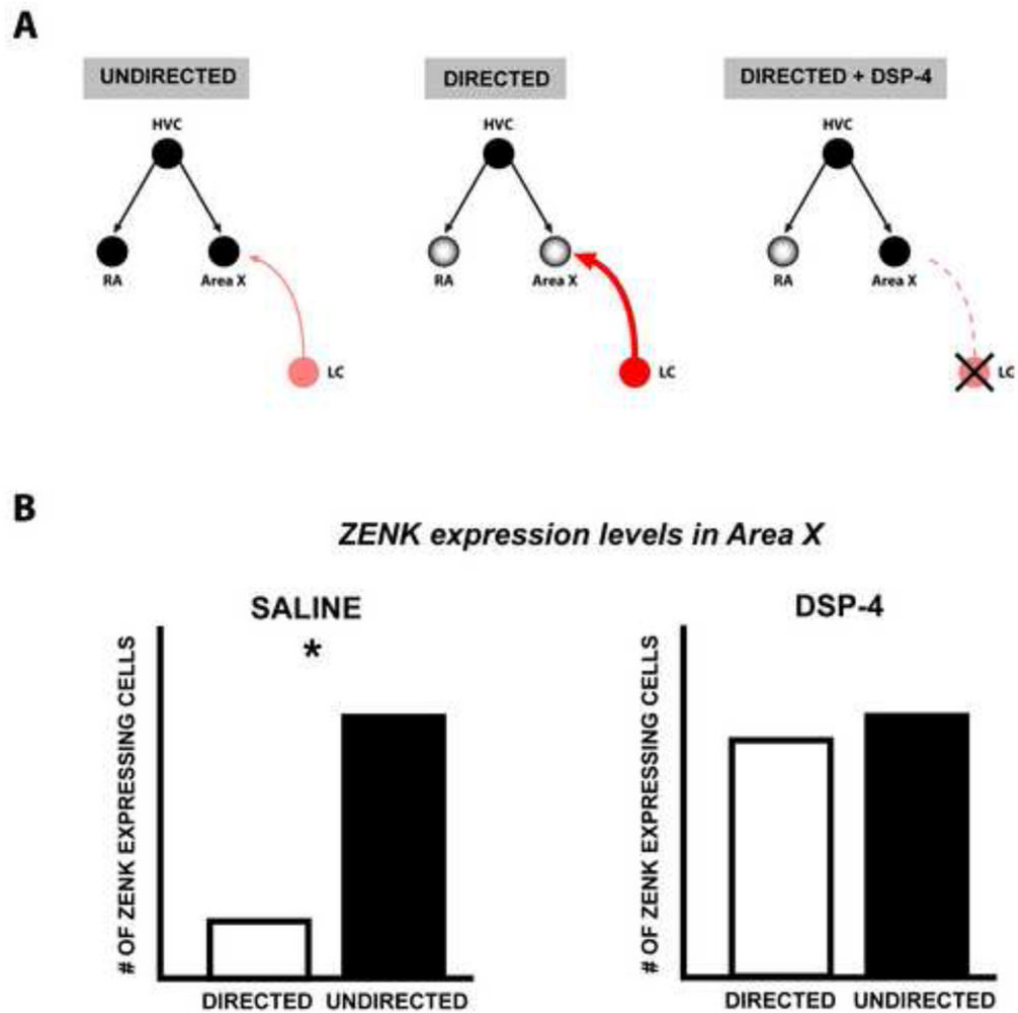 A
UNDIRECTED
DIRECTED
DIRECTED + DSP-4
HVC
HVC
HVC
RA
Area X
RA
Area X
RA
Area X
LC
LC
LC
B
ZENK expression levels in Area X
SALINE
DSP-4
*
# OF ZENK EXPRESSING CELLS
# OF ZENK EXPRESSING CELLS
DIRECTED
UNDIRECTED
DIRECTED
UNDIRECTED